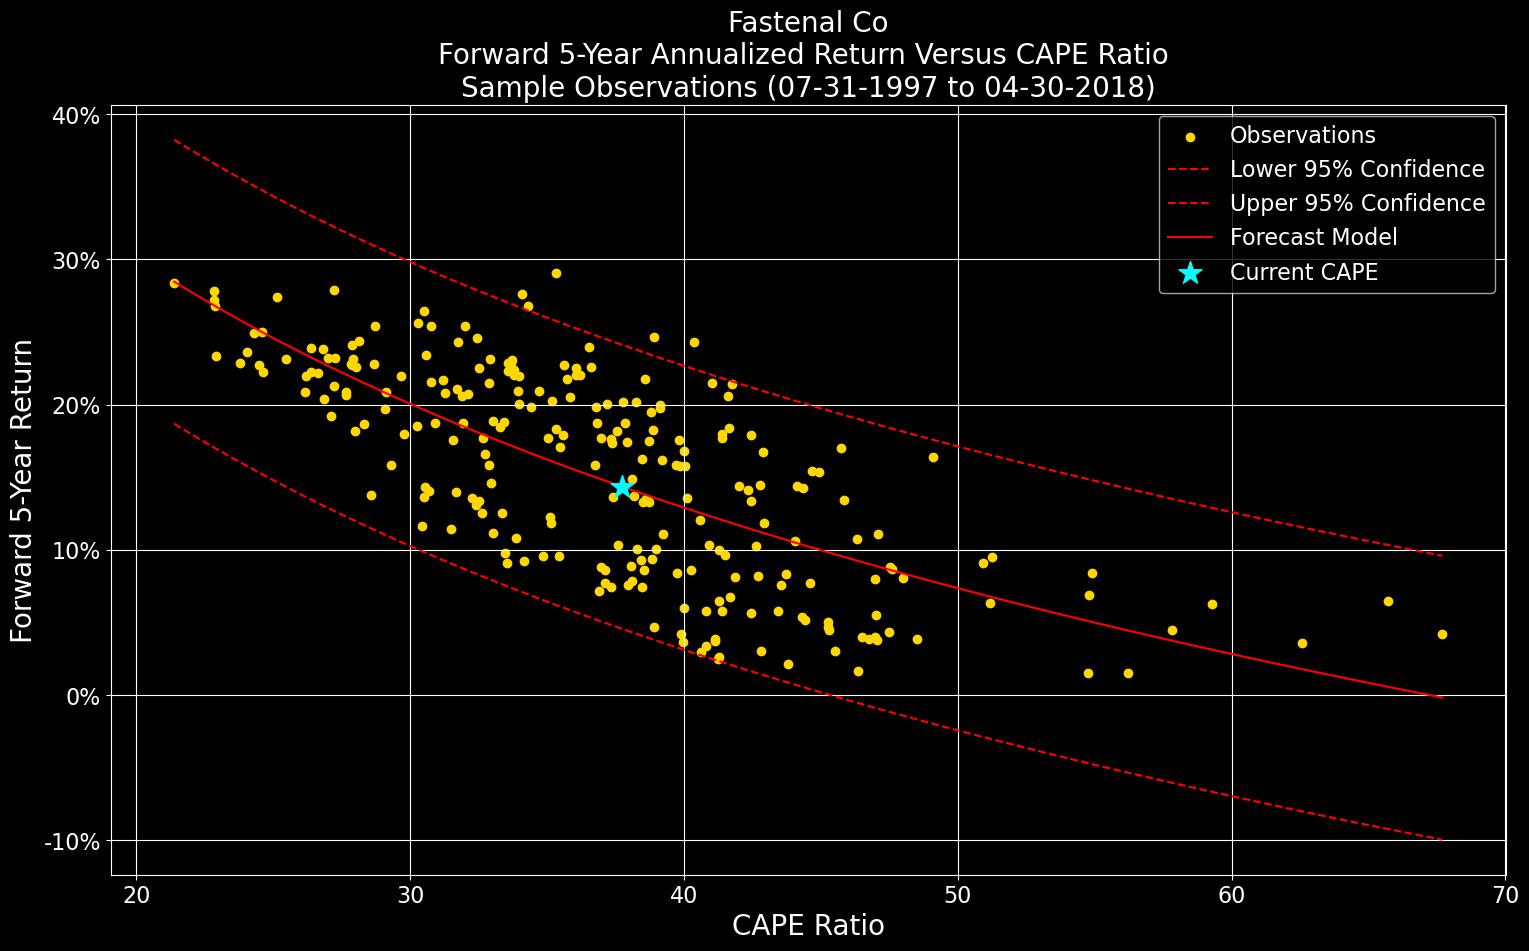 Fastenal Co
Forward 5-Year Annualized Return Versus CAPE Ratio
Sample Observations (07-31-1997 to 04-30-2018)
Observations
Lower 95% Confidence
Upper 95% Confidence
Forecast Model
Current CAPE
Forward 5-Year Return
40%
30%
20%
10%
0%
-10%
20 30 40 50 60 70
CAPE Ratio